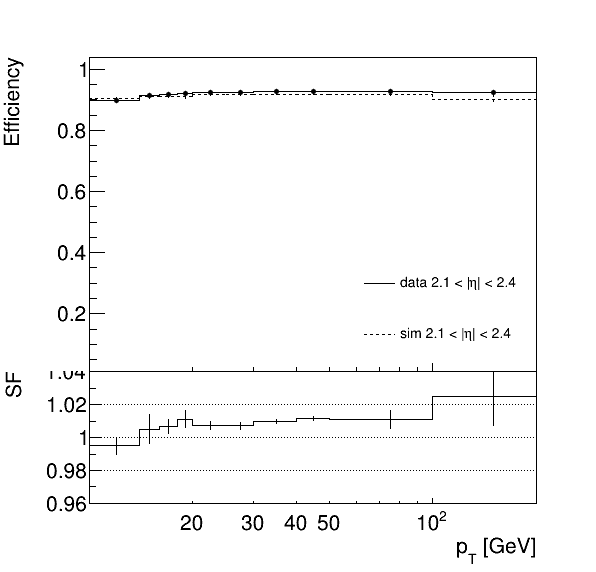 Efficiency
1
0.8
0.6
0.4
0.2
data 2.1 < |η| < 2.4
sim 2.1 < |η| < 2.4
SF
1.04
1.02
1
0.98
0.96
20 30 40 50 10²
p_T [GeV]